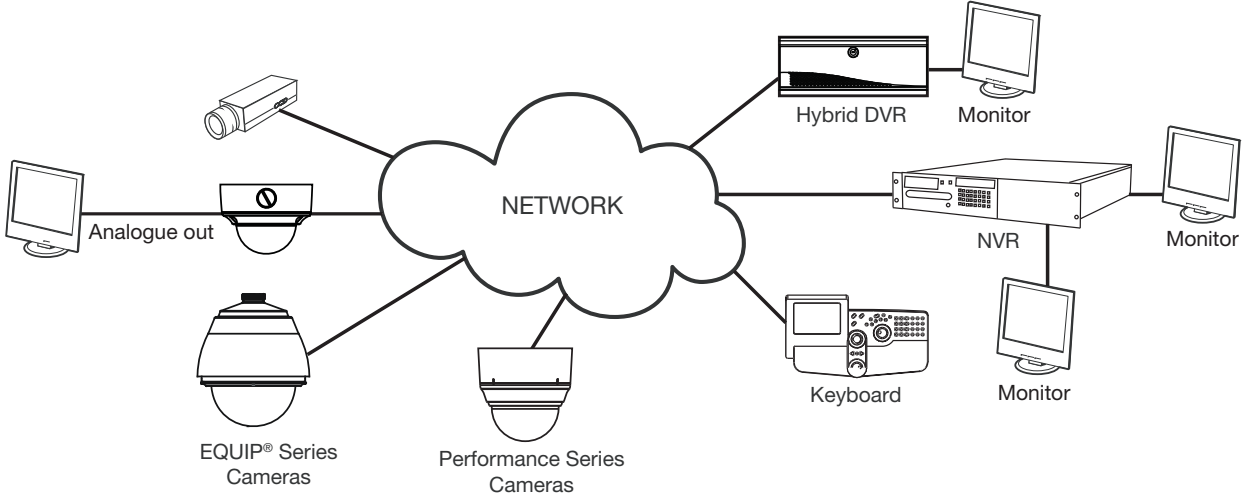 Hybrid DVR
Monitor
NETWORK
Analogue out
NVR
Monitor
Keyboard
Monitor
EQUIP® Series
Cameras
Performance Series
Cameras